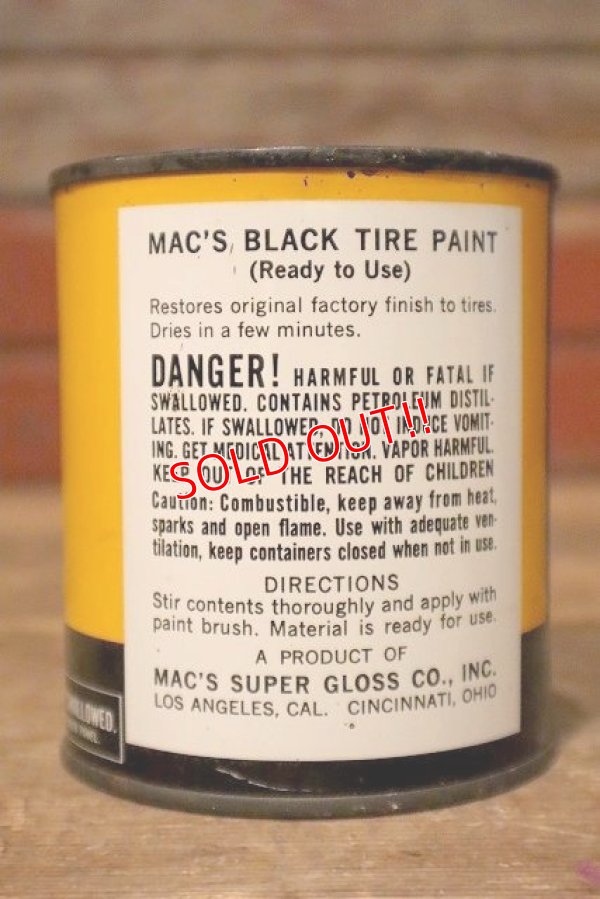 MAC'S BLACK TIRE PAINT
(Ready to Use)
Restores original factory finish to tires.
Dries in a few minutes.
DANGER! HARMFUL OR FATAL IF
SWALLOWED. CONTAINS PETROLEUM DISTIL-
LATES. IF SWALLOWED, DO NOT INDUCE VOMIT-
ING. GET MEDICAL ATTENTION. VAPOR HARMFUL.
KEEP OUT OF THE REACH OF CHILDREN
SOLD OUT!!
Caution: Combustible, keep away from heat,
sparks and open flame. Use with adequate ven-
tilation, keep containers closed when not in use.
DIRECTIONS
Stir contents thoroughly and apply with
paint brush. Material is ready for use.
A PRODUCT OF
MAC'S SUPER GLOSS CO., INC.
LOS ANGELES, CAL. CINCINNATI, OHIO